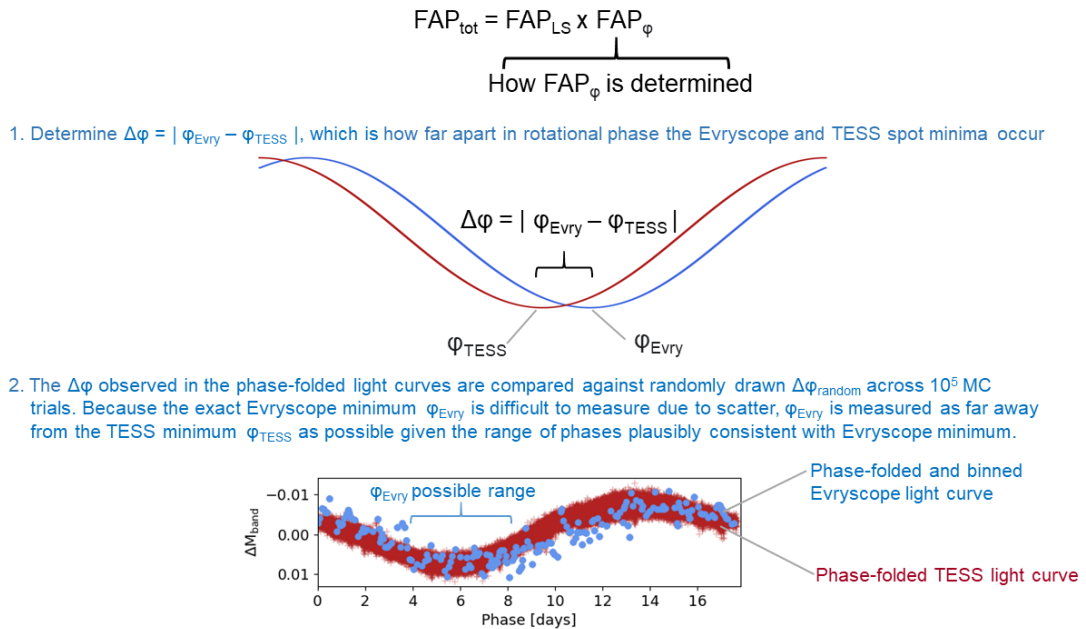 FAPtot = FAPLS x FAPφ
How FAPφ is determined
1. Determine Δφ = | φEvry – φTESS |, which is how far apart in rotational phase the Evryscope and TESS spot minima occur
Δφ = | φEvry – φTESS |
φTESS
φEvry
2. The Δφ observed in the phase-folded light curves are compared against randomly drawn Δφrandom across 10⁵ MC
trials. Because the exact Evryscope minimum φEvry is difficult to measure due to scatter, φEvry is measured as far away
from the TESS minimum φTESS as possible given the range of phases plausibly consistent with Evryscope minimum.
φEvry possible range
Phase-folded and binned
Evryscope light curve
Phase-folded TESS light curve
ΔMband
−0.01
0.00
0.01
0 2 4 6 8 10 12 14 16
Phase [days]